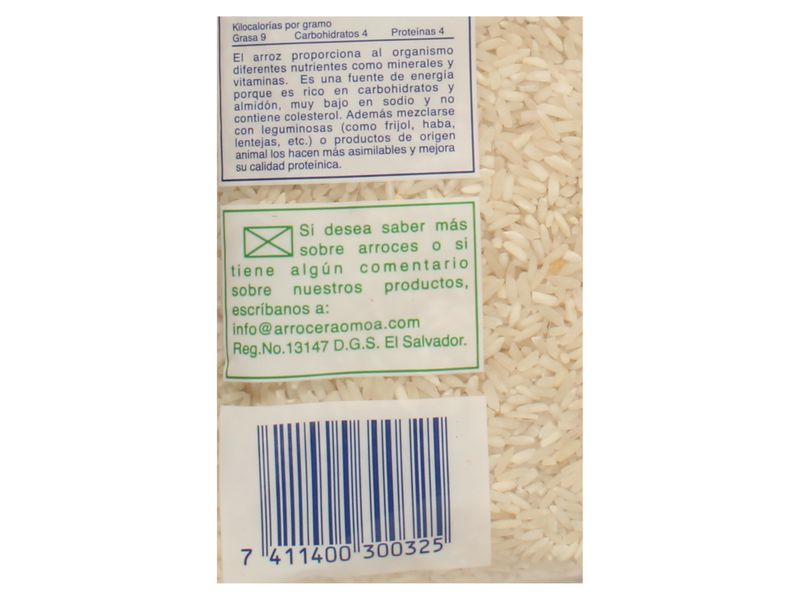 Kilocalorías por gramo
Grasa 9 Carbohidratos 4 Proteínas 4
El arroz proporciona al organismo
diferentes nutrientes como minerales y
vitaminas. Es una fuente de energía
porque es rico en carbohidratos y
almidón, muy bajo en sodio y no
contiene colesterol. Además mezclarse
con leguminosas (como frijol, haba,
lentejas, etc.) o productos de origen
animal los hacen más asimilables y mejora
su calidad proteínica.
Si desea saber más
sobre arroces o si
tiene algún comentario
sobre nuestros productos,
escríbanos a:
info@arroceraomoa.com
Reg.No.13147 D.G.S. El Salvador.
7 411400 300325